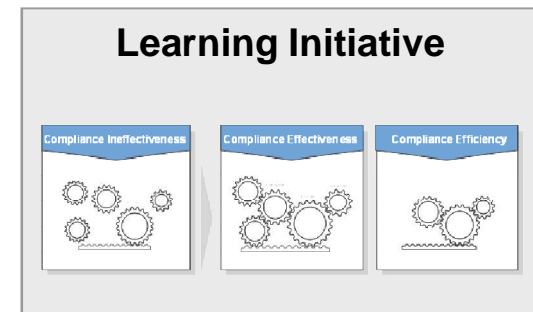 Learning Initiative
Compliance Ineffectiveness
Compliance Effectiveness
Compliance Efficiency